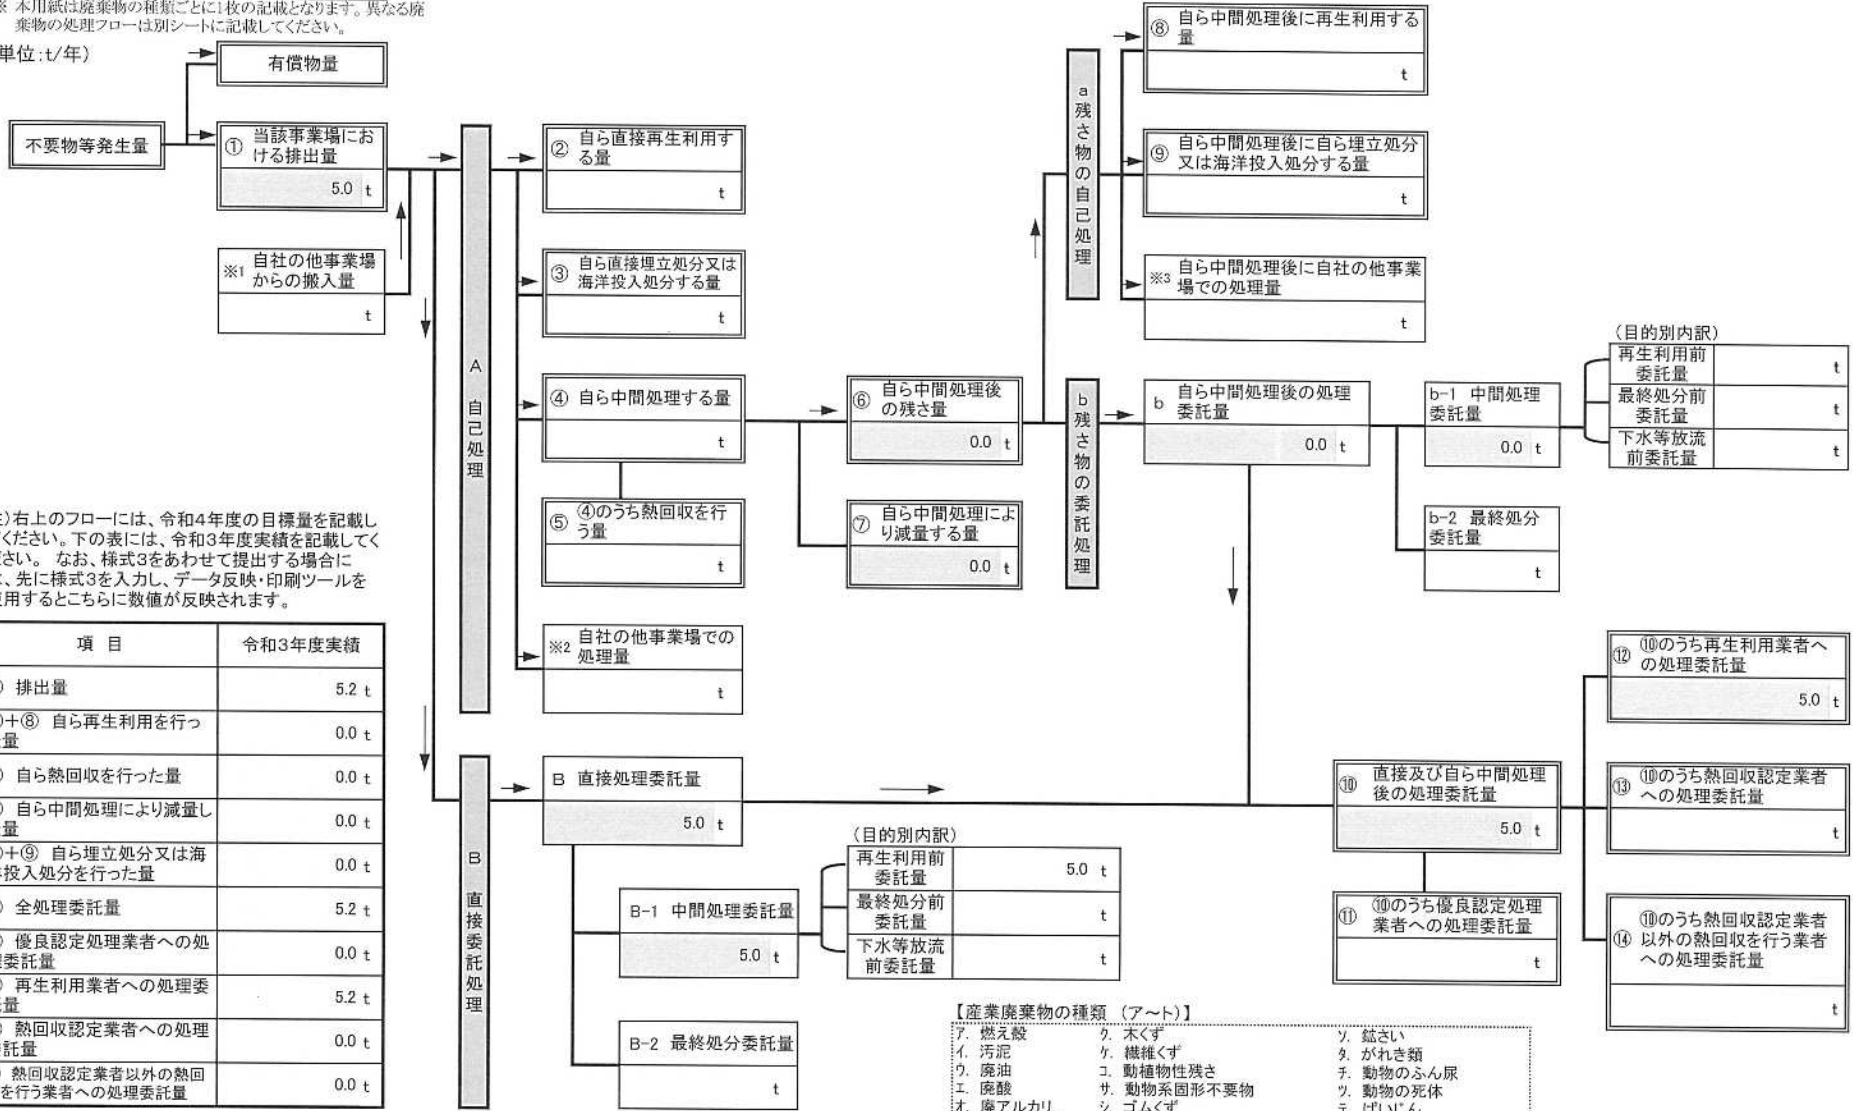 ※ 本用紙は廃棄物の種類ごとに1枚の記載となります。異なる廃
棄物の処理フローは別シートに記載してください。
単位:t/年)
有償物量
不要物等発生量
① 当該事業場にお
ける排出量
5.0 t
※1 自社の他事業場
からの搬入量
t
A 自己処理
② 自ら直接再生利用す
る量
t
③ 自ら直接埋立処分又は
海洋投入処分する量
t
④ 自ら中間処理する量
t
⑤ ④のうち熱回収を行
う量
t
※2 自社の他事業場での
処理量
t
⑥ 自ら中間処理後
の残さ量
0.0 t
⑦ 自ら中間処理によ
り減量する量
0.0 t
a 残さ物の自己処理
⑧ 自ら中間処理後に再生利用する
量
t
⑨ 自ら中間処理後に自ら埋立処分
又は海洋投入処分する量
t
※3 自ら中間処理後に自社の他事業
場での処理量
t
b 残さ物の委託処理
b 自ら中間処理後の処理
委託量
0.0 t
b-1 中間処理
委託量
0.0 t
b-2 最終処分
委託量
t
(目的別内訳)
再生利用前
委託量 t
最終処分前
委託量 t
下水等放流
前委託量 t
)右上のフローには、令和4年度の目標量を記載し
ください。下の表には、令和3年度実績を記載してく
さい。 なお、様式3をあわせて提出する場合に
、先に様式3を入力し、データ反映・印刷ツールを
用するとこちらに数値が反映されます。
項 目 令和3年度実績
) 排出量 5.2 t
)+⑧ 自ら再生利用を行っ
量 0.0 t
) 自ら熱回収を行った量 0.0 t
) 自ら中間処理により減量し
量 0.0 t
)+⑨ 自ら埋立処分又は海
投入処分を行った量 0.0 t
) 全処理委託量 5.2 t
) 優良認定処理業者への処
委託量 0.0 t
) 再生利用業者への処理委
量 5.2 t
) 熱回収認定業者への処理
託量 0.0 t
) 熱回収認定業者以外の熱回
を行う業者への処理委託量 0.0 t
B 直接委託処理
B 直接処理委託量
5.0 t
B-1 中間処理委託量
5.0 t
B-2 最終処分委託量
t
(目的別内訳)
再生利用前
委託量 5.0 t
最終処分前
委託量 t
下水等放流
前委託量 t
⑩ 直接及び自ら中間処理
後の処理委託量
5.0 t
⑪ ⑩のうち優良認定処理
業者への処理委託量
t
⑫ ⑩のうち再生利用業者へ
の処理委託量
5.0 t
⑬ ⑩のうち熱回収認定業者
への処理委託量
t
⑭ ⑩のうち熱回収認定業者
以外の熱回収を行う業者
への処理委託量
t
【産業廃棄物の種類 (ア~ト)】
ア. 燃え殻 ク. 木くず ソ. 鉱さい
イ. 汚泥 ケ. 繊維くず タ. がれき類
ウ. 廃油 コ. 動植物性残さ チ. 動物のふん尿
エ. 廃酸 サ. 動物系固形不要物 ツ. 動物の死体
オ. 廃アルカリ シ. ゴムくず テ. ばいじん